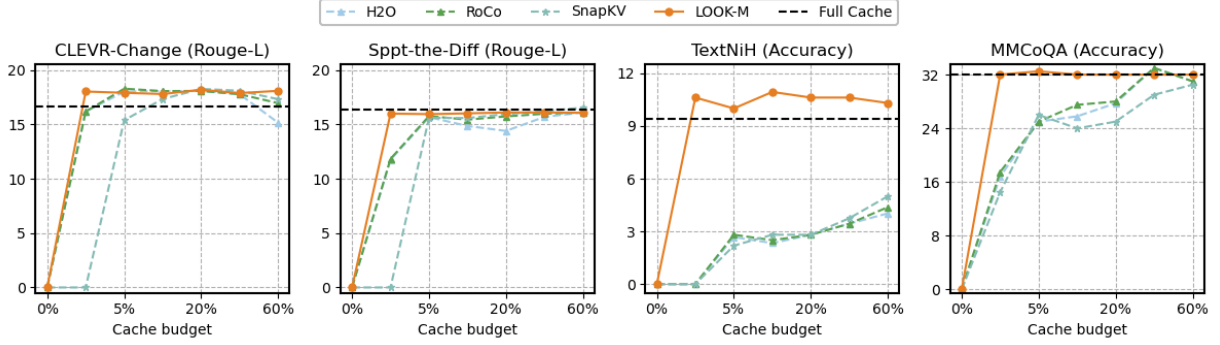 H2O RoCo SnapKV LOOK-M Full Cache
CLEVR-Change (Rouge-L)
20
15
10
5
0
0% 5% 20% 60%
Cache budget
Sppt-the-Diff (Rouge-L)
20
15
10
5
0
0% 5% 20% 60%
Cache budget
TextNiH (Accuracy)
12
9
6
3
0
0% 5% 20% 60%
Cache budget
MMCoQA (Accuracy)
32
24
16
8
0
0% 5% 20% 60%
Cache budget